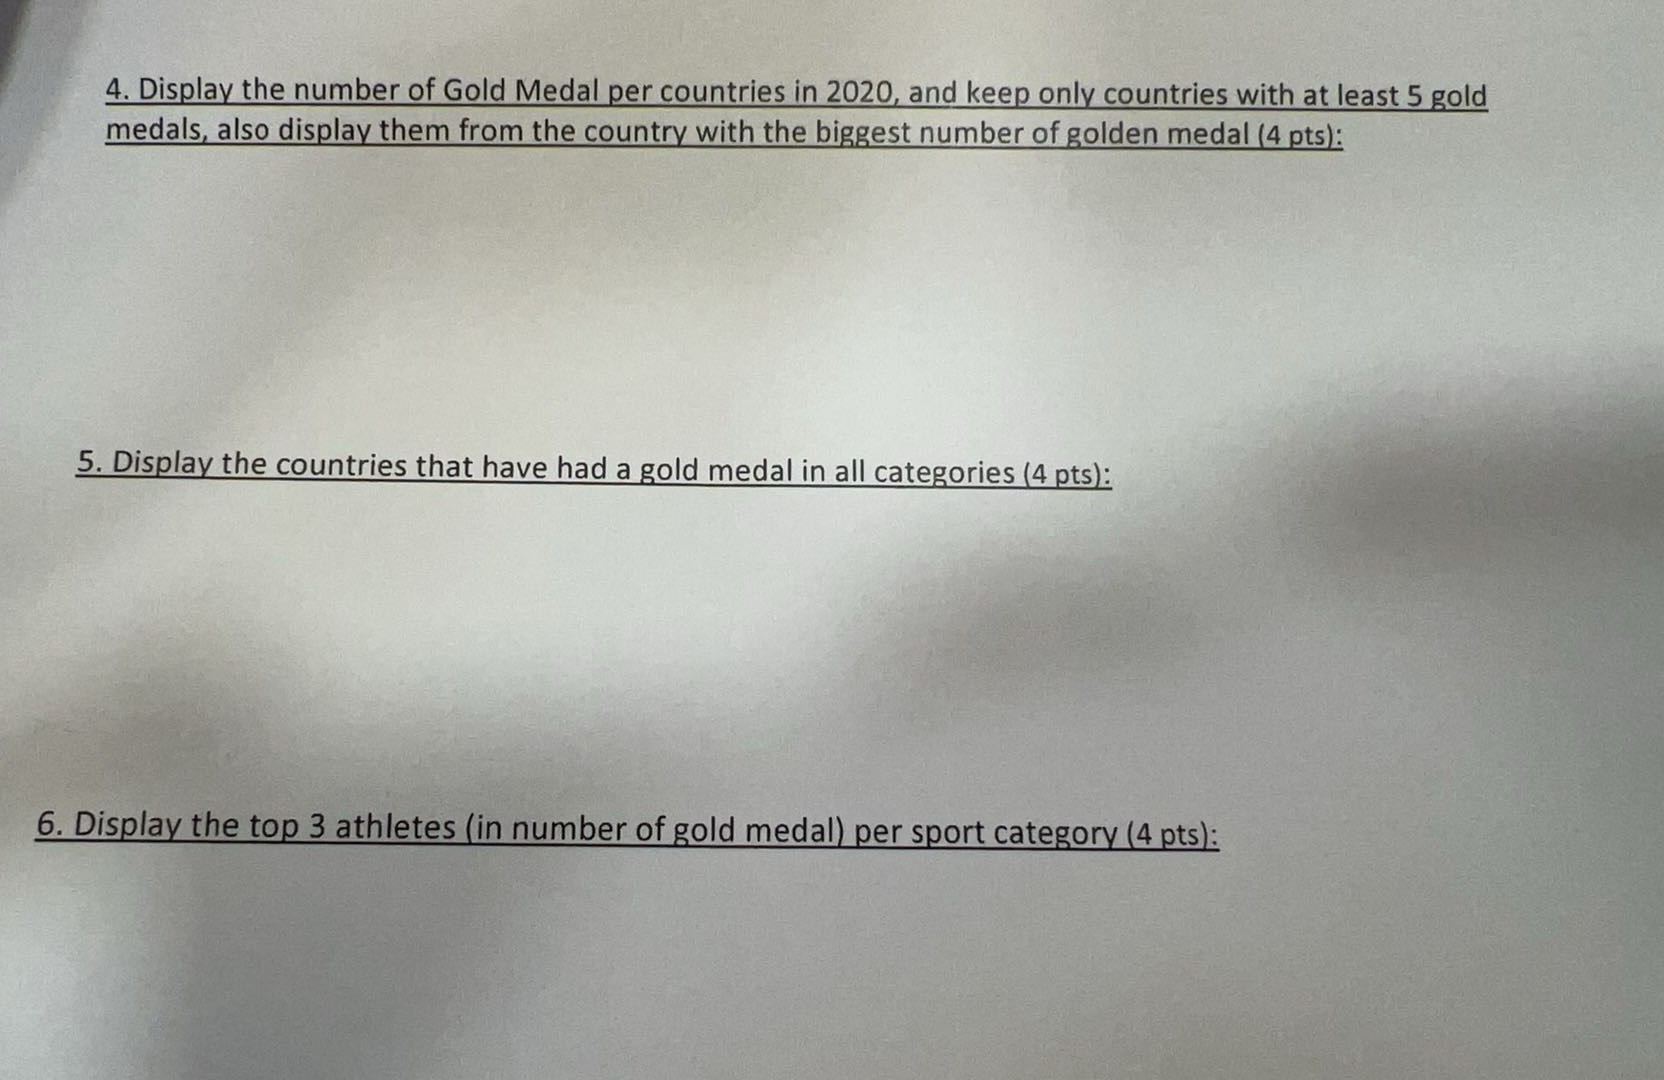 4. Display the number of Gold Medal per countries in 2020, and keep only countries with at least 5 gold
medals, also display them from the country with the biggest number of golden medal (4 pts):
5. Display the countries that have had a gold medal in all categories (4 pts):
6. Display the top 3 athletes (in number of gold medal) per sport category (4 pts):